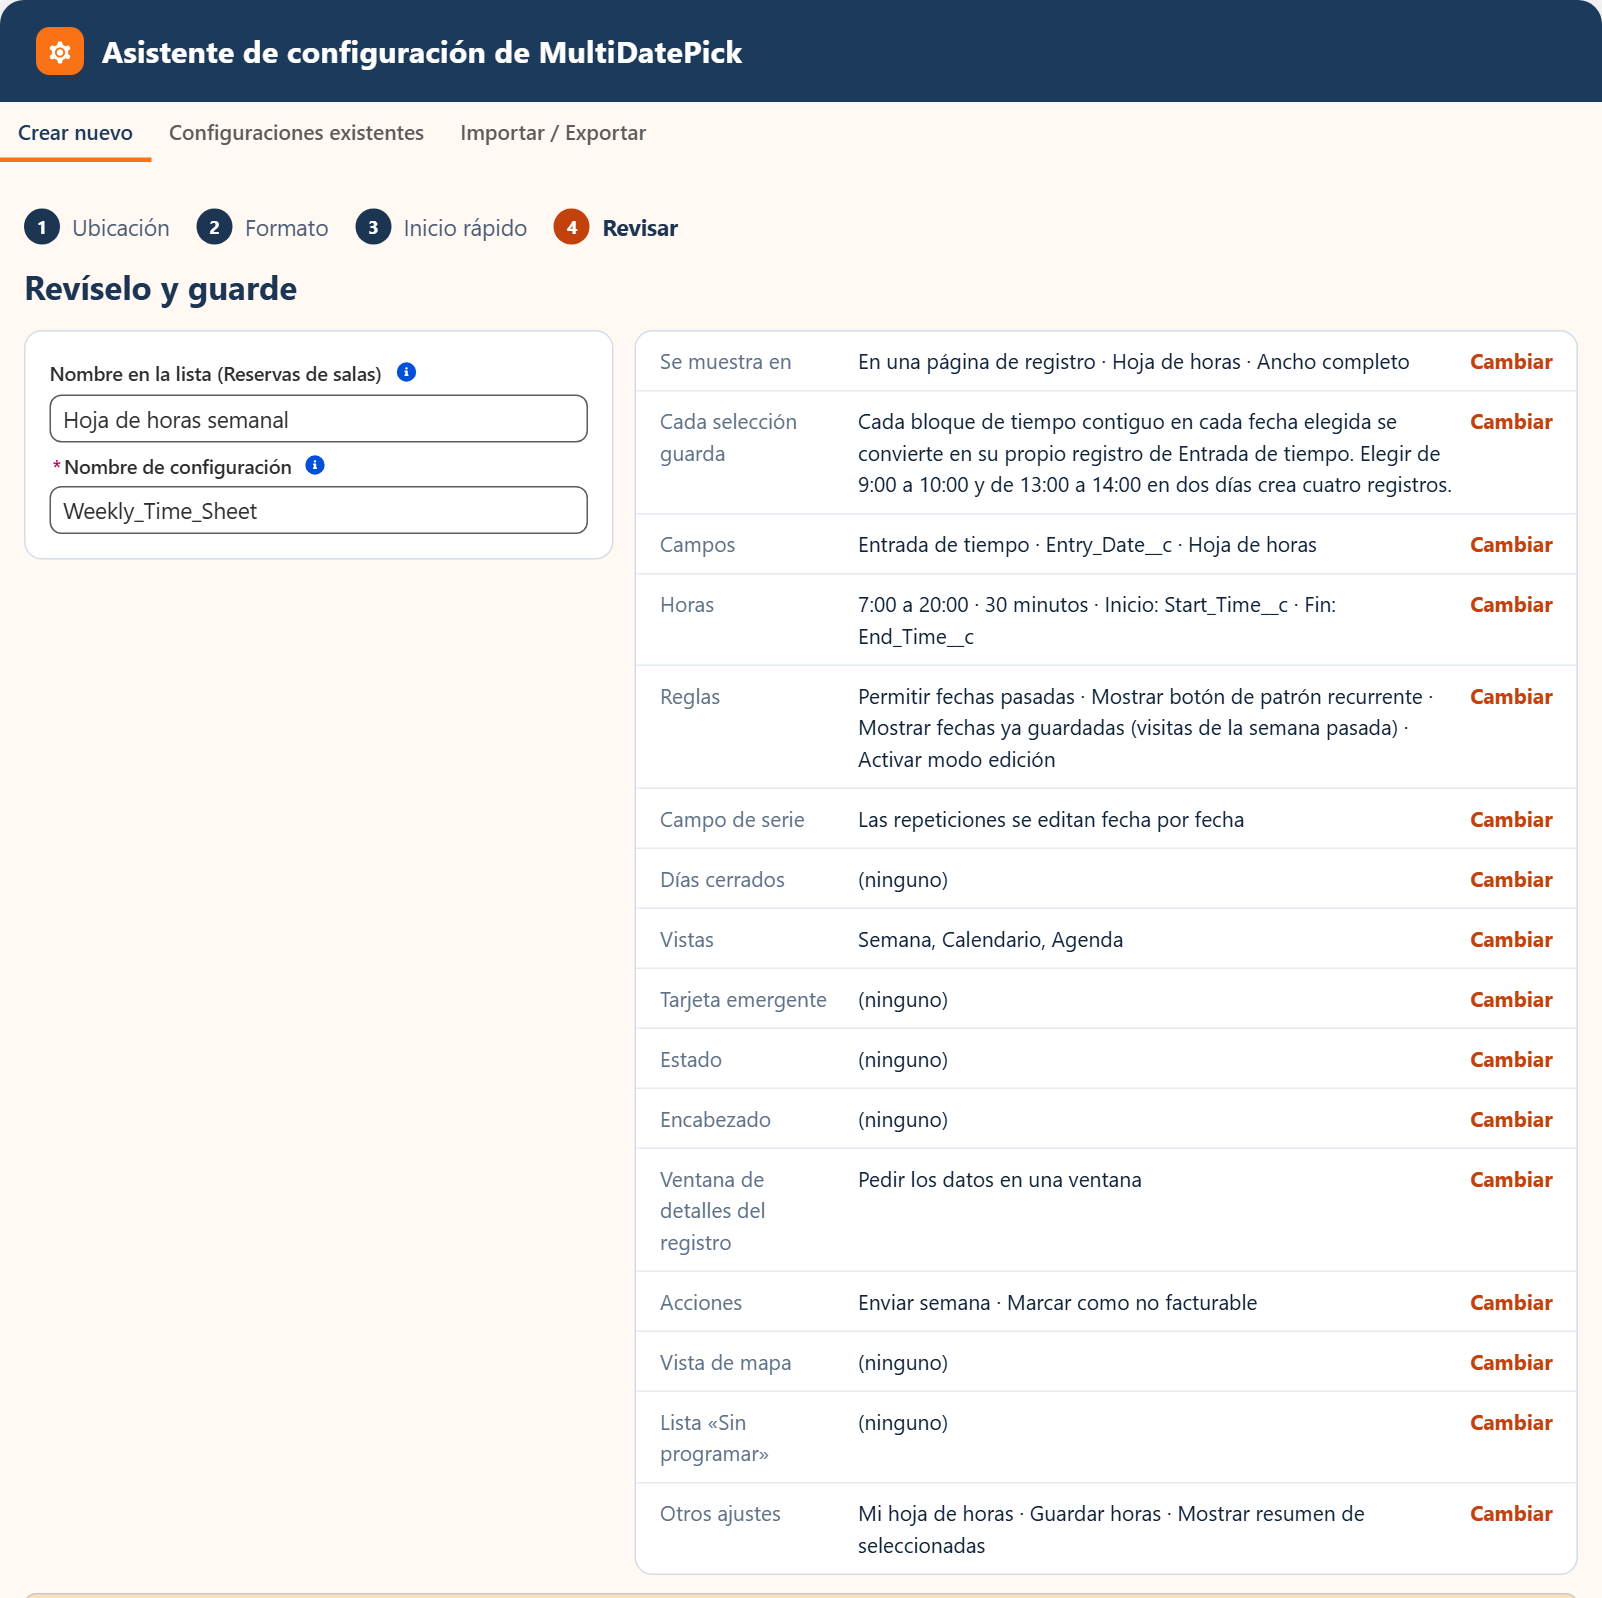 Asistente de configuración de MultiDatePick
Crear nuevo
Configuraciones existentes
Importar / Exportar
1 Ubicación
2 Formato
3 Inicio rápido
4 Revisar
Revíselo y guarde
Nombre en la lista (Reservas de salas)
Hoja de horas semanal
*Nombre de configuración
Weekly_Time_Sheet
Se muestra en
En una página de registro · Hoja de horas · Ancho completo
Cambiar
Cada selección
guarda
Cada bloque de tiempo contiguo en cada fecha elegida se
convierte en su propio registro de Entrada de tiempo. Elegir de
9:00 a 10:00 y de 13:00 a 14:00 en dos días crea cuatro registros.
Cambiar
Campos
Entrada de tiempo · Entry_Date__c · Hoja de horas
Cambiar
Horas
7:00 a 20:00 · 30 minutos · Inicio: Start_Time__c · Fin:
End_Time__c
Cambiar
Reglas
Permitir fechas pasadas · Mostrar botón de patrón recurrente ·
Mostrar fechas ya guardadas (visitas de la semana pasada) ·
Activar modo edición
Cambiar
Campo de serie
Las repeticiones se editan fecha por fecha
Cambiar
Días cerrados
(ninguno)
Cambiar
Vistas
Semana, Calendario, Agenda
Cambiar
Tarjeta emergente
(ninguno)
Cambiar
Estado
(ninguno)
Cambiar
Encabezado
(ninguno)
Cambiar
Ventana de
detalles del
registro
Pedir los datos en una ventana
Cambiar
Acciones
Enviar semana · Marcar como no facturable
Cambiar
Vista de mapa
(ninguno)
Cambiar
Lista «Sin
programar»
(ninguno)
Cambiar
Otros ajustes
Mi hoja de horas · Guardar horas · Mostrar resumen de
seleccionadas
Cambiar